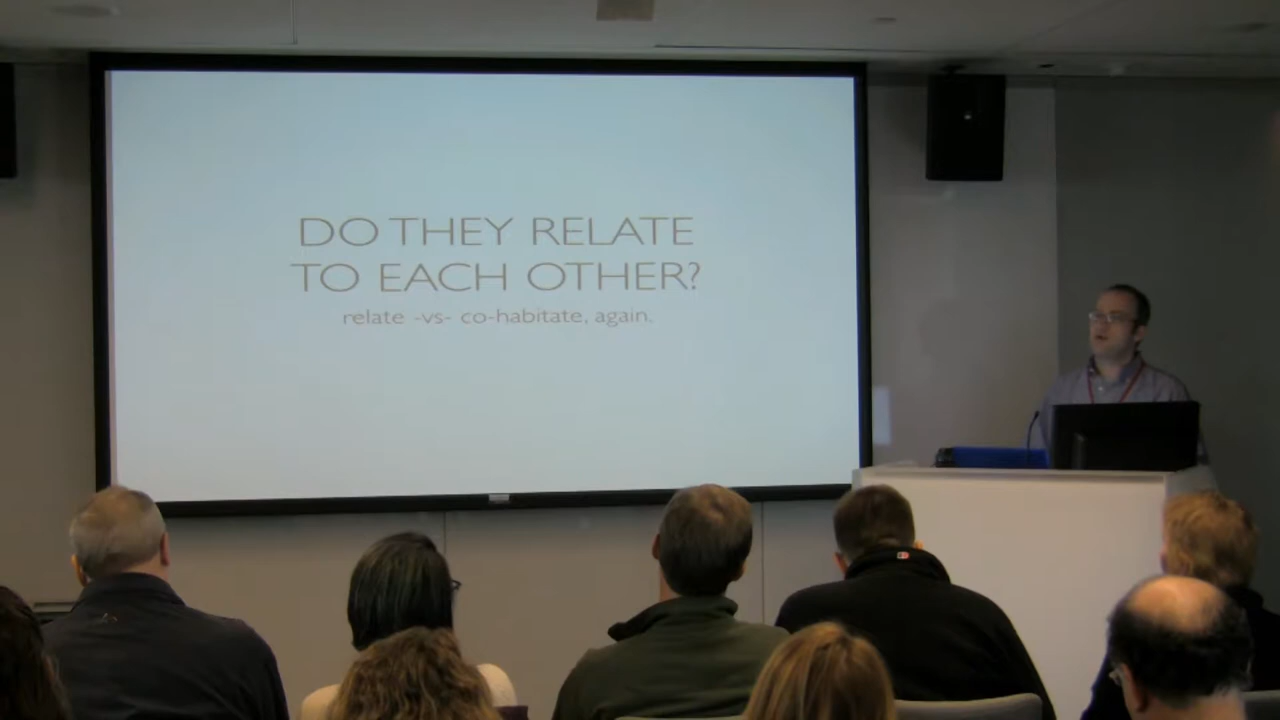 DO THEY RELATE
TO EACH OTHER?
relate -vs- co-habitate, again.